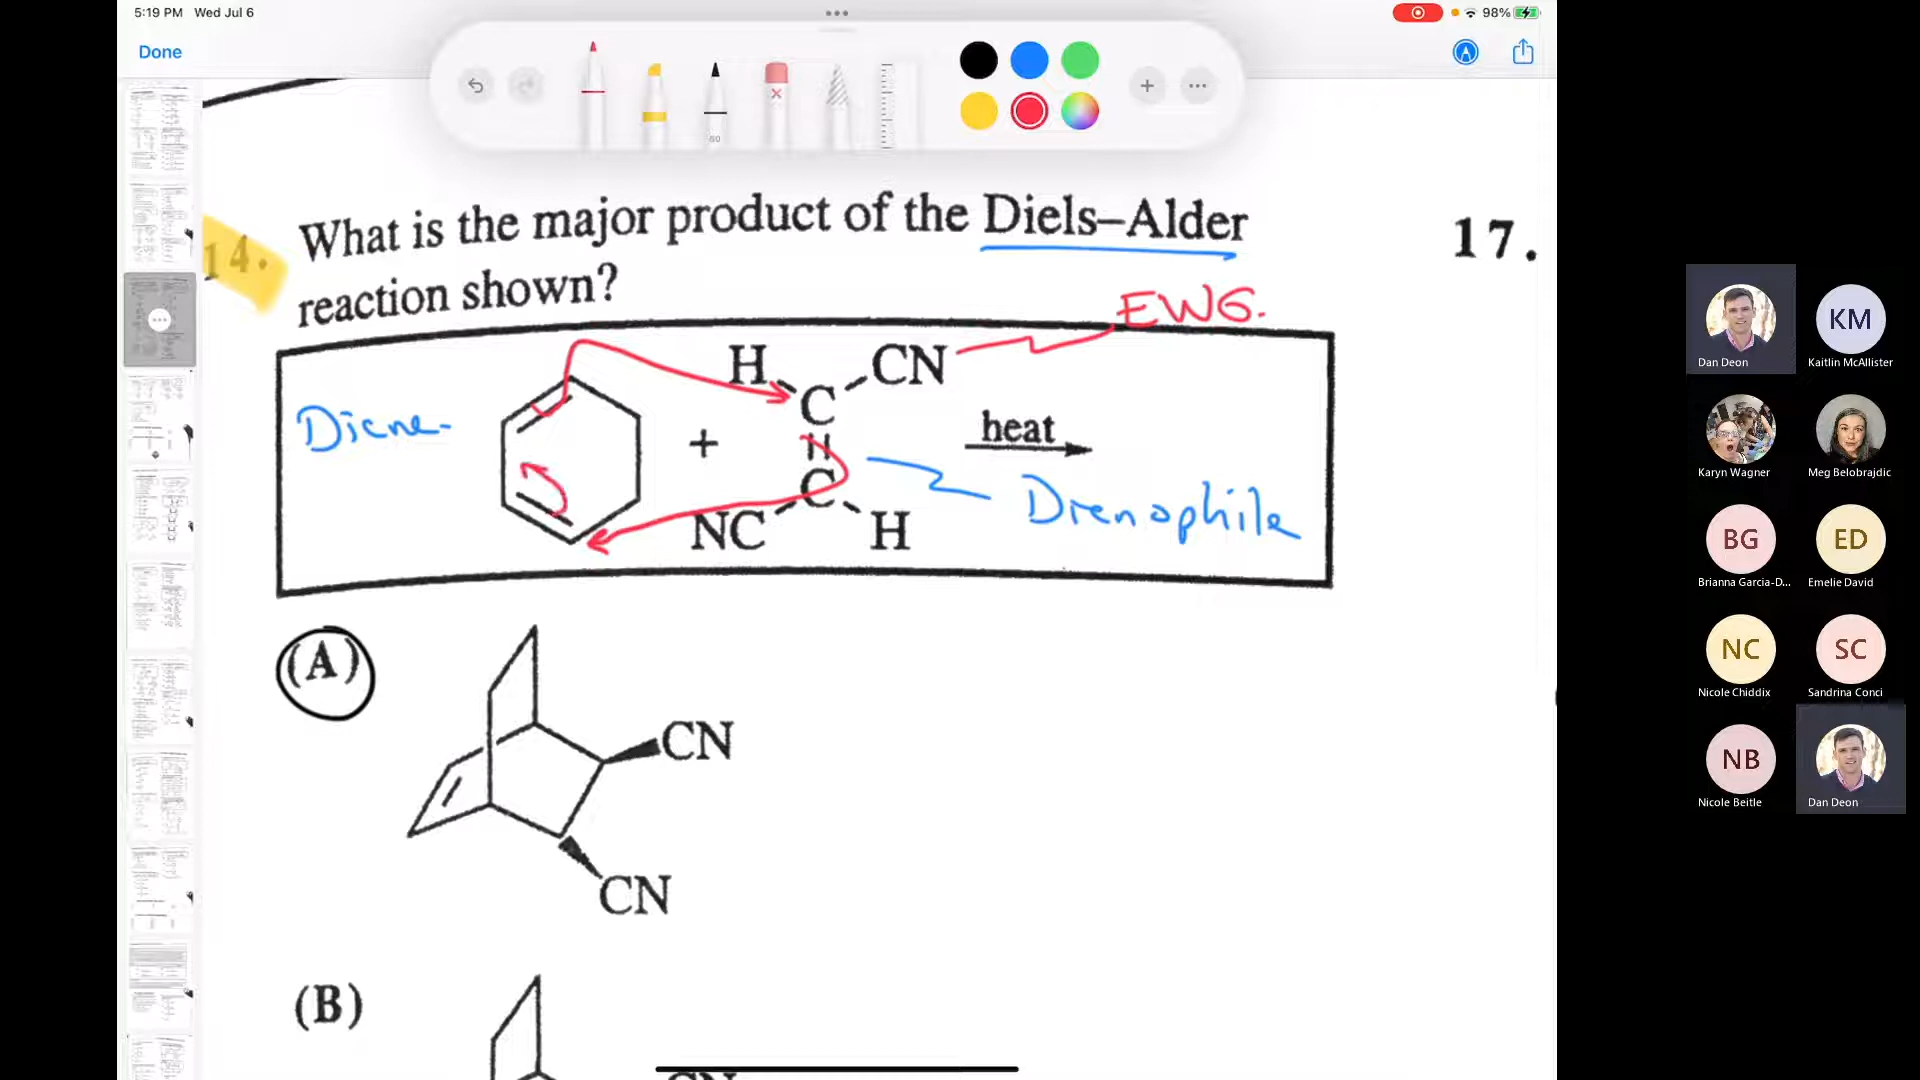 5:19 PM Wed Jul 6
98%
Done
14. What is the major product of the Diels–Alder
reaction shown?
17.
EWG.
Diene
H
CN
C
+
heat
C
NC
H
Dienophile
(A)
CN
CN
(B)
CN
Dan Deon
KM
Kaitlin McAllister
Karyn Wagner
Meg Belobrajdic
BG
Brianna Garcia-D...
ED
Emelie David
NC
Nicole Chiddix
SC
Sandrina Conci
NB
Nicole Beitle
Dan Deon